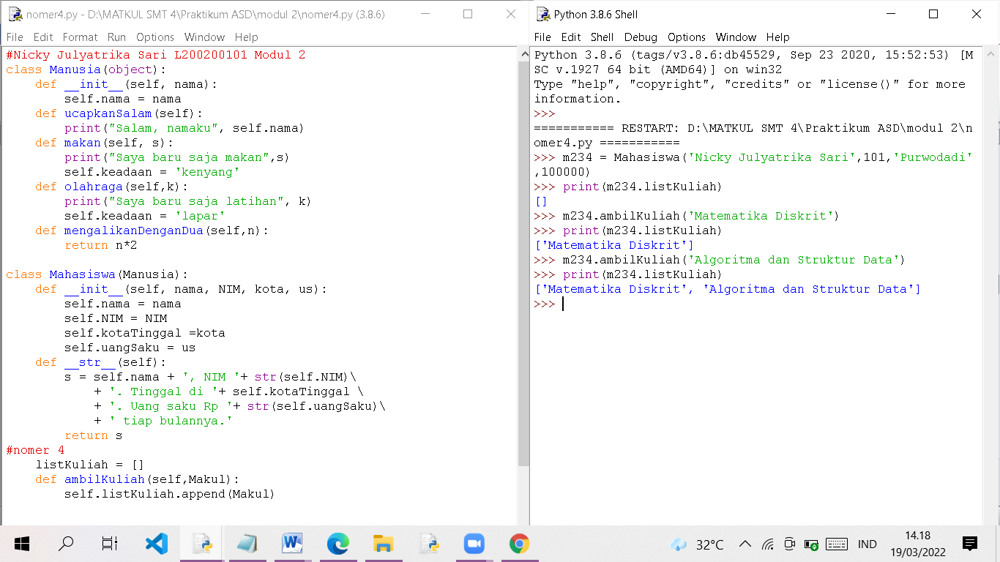 nomer4.py - D:\MATKUL SMT 4\Praktikum ASD\modul 2\nomer4.py (3.8.6)
File Edit Format Run Options Window Help
#Nicky Julyatrika Sari L200200101 Modul 2
class Manusia(object):
    def __init__(self, nama):
        self.nama = nama
    def ucapkanSalam(self):
        print("Salam, namaku", self.nama)
    def makan(self, s):
        print("Saya baru saja makan",s)
        self.keadaan = 'kenyang'
    def olahraga(self,k):
        print("Saya baru saja latihan", k)
        self.keadaan = 'lapar'
    def mengalikanDenganDua(self,n):
        return n*2

class Mahasiswa(Manusia):
    def __init__(self, nama, NIM, kota, us):
        self.nama = nama
        self.NIM = NIM
        self.kotaTinggal =kota
        self.uangSaku = us
    def __str__(self):
        s = self.nama + ', NIM '+ str(self.NIM)\
            + '. Tinggal di '+ self.kotaTinggal \
            + '. Uang saku Rp '+ str(self.uangSaku)\
            + ' tiap bulannya.'
        return s
#nomer 4
    listKuliah = []
    def ambilKuliah(self,Makul):
        self.listKuliah.append(Makul)
Python 3.8.6 Shell
File Edit Shell Debug Options Window Help
Python 3.8.6 (tags/v3.8.6:db45529, Sep 23 2020, 15:52:53) [M
SC v.1927 64 bit (AMD64)] on win32
Type "help", "copyright", "credits" or "license()" for more
information.
>>>
=========== RESTART: D:\MATKUL SMT 4\Praktikum ASD\modul 2\n
omer4.py ===========
>>> m234 = Mahasiswa('Nicky Julyatrika Sari',101,'Purwodadi'
,100000)
>>> print(m234.listKuliah)
[]
>>> m234.ambilKuliah('Matematika Diskrit')
>>> print(m234.listKuliah)
['Matematika Diskrit']
>>> m234.ambilKuliah('Algoritma dan Struktur Data')
>>> print(m234.listKuliah)
['Matematika Diskrit', 'Algoritma dan Struktur Data']
>>>
32°C IND 14.18
19/03/2022